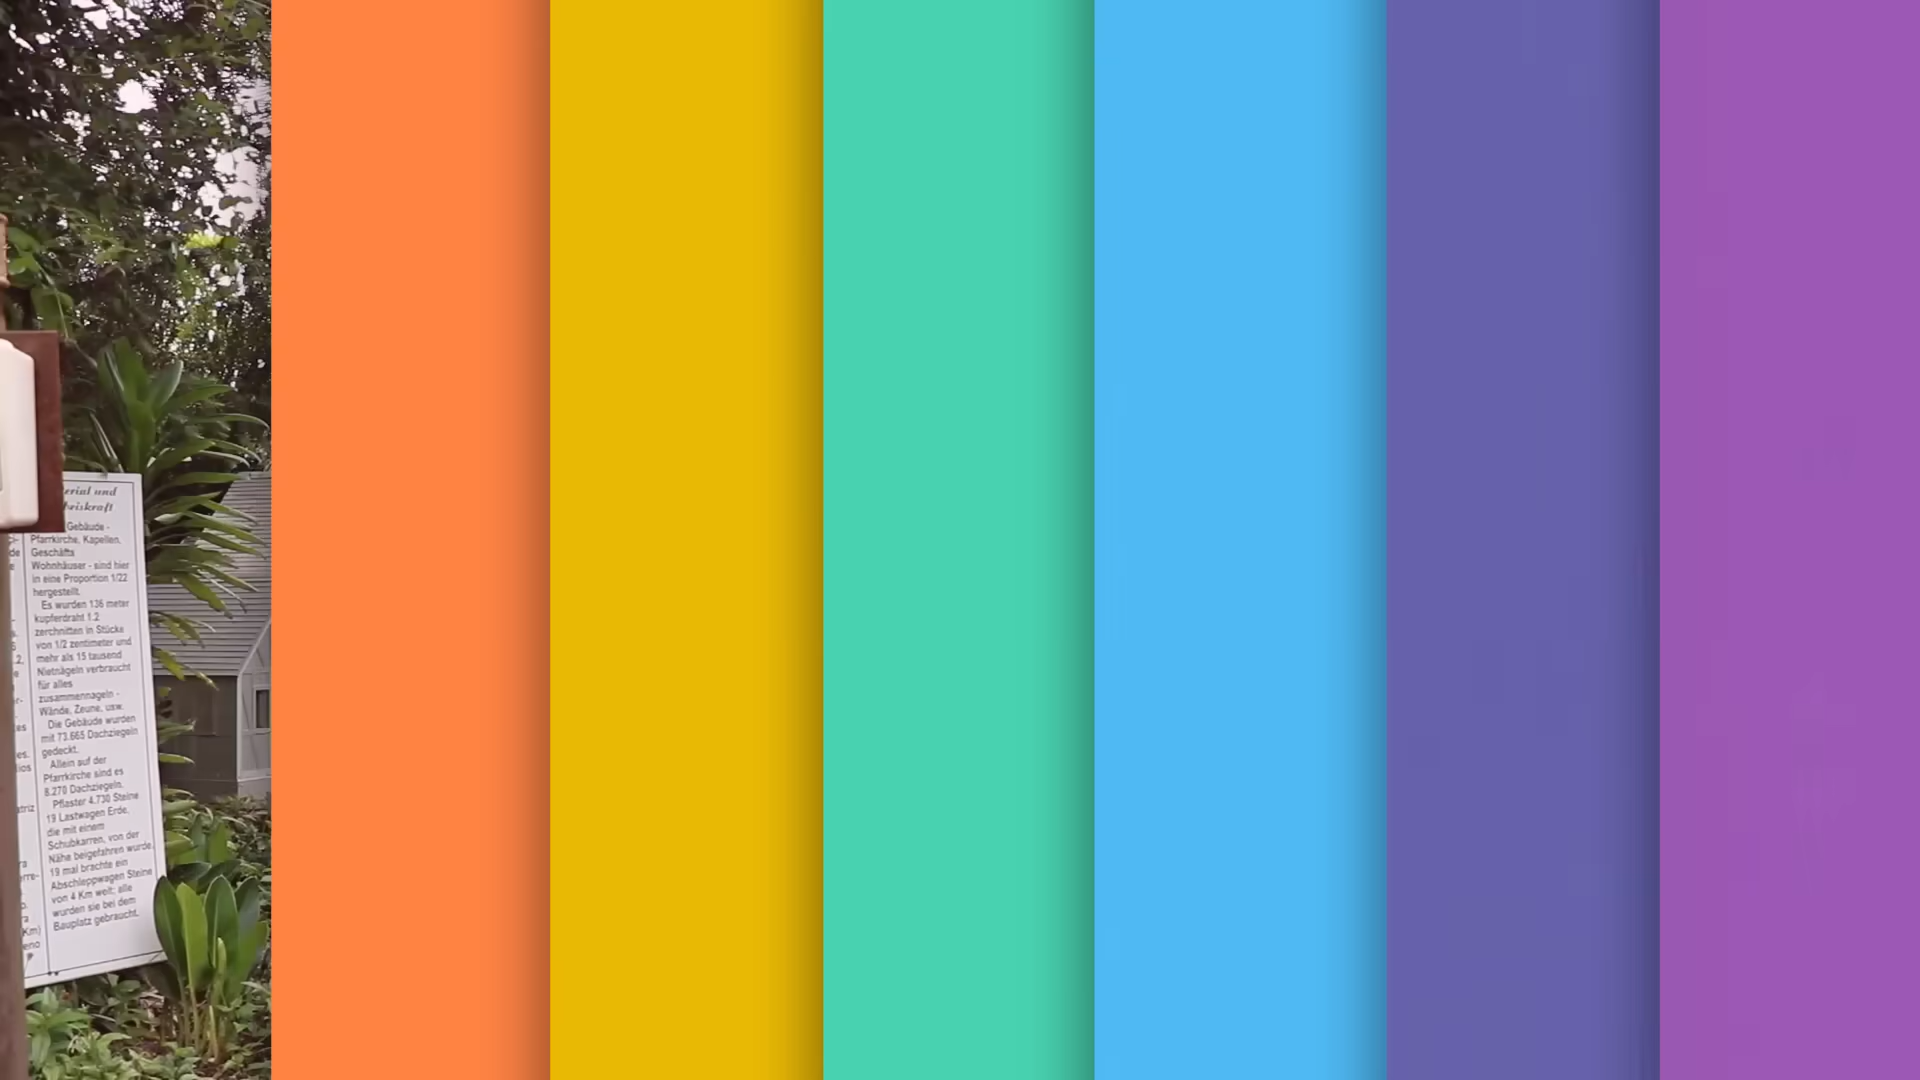 erial und
beiskraft
Gebäude -
Pfarrkirche, Kapellen,
Geschäfts
Wohnhäuser - sind hier
in eine Proportion 1/22
hergestellt.
Es wurden 136 meter
kupferdraht 1.2
zerchnitten in Stücke
von 1/2 zentimeter und
mehr als 15 tausend
Nietnägeln verbraucht
für alles
zusammennageln -
Wände, Zeune, usw.
Die Gebäude wurden
mit 73.665 Dachziegeln
gedeckt.
Allein auf der
Pfarrkirche sind es
8.270 Dachziegeln.
Pflaster 4.730 Steine
19 Lastwagen Erde,
die mit einem
Schubkarren, von der
Nähe beigefahren wurde.
19 mal brachte ein
Abschleppwagen Steine
von 4 Km weit; alle
wurden sie bei dem
Bauplatz gebraucht.